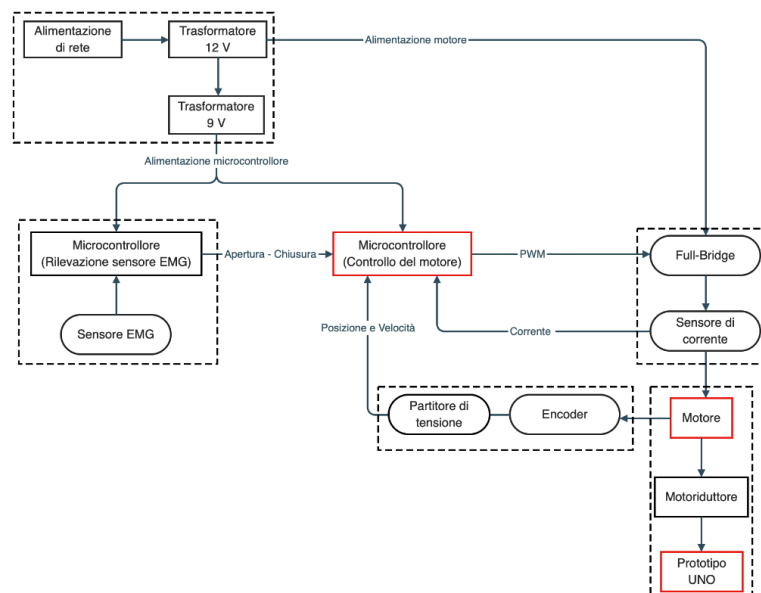 Alimentazione
di rete
Trasformatore
12 V
Alimentazione motore
Trasformatore
9 V
Alimentazione microcontrollore
Microcontrollore
(Rilevazione sensore EMG)
Apertura - Chiusura
Microcontrollore
(Controllo del motore)
PWM
Full-Bridge
Sensore EMG
Posizione e Velocità
Corrente
Sensore di
corrente
Partitore di
tensione
Encoder
Motore
Motoriduttore
Prototipo
UNO